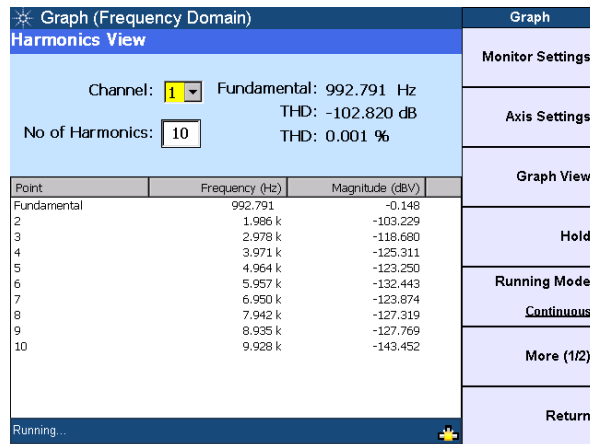 Graph (Frequency Domain)
Harmonics View
Channel: 1
Fundamental: 992.791 Hz
THD: -102.820 dB
No of Harmonics: 10
THD: 0.001 %
Point Frequency (Hz) Magnitude (dBV)
Fundamental 992.791 -0.148
2 1.986 k -103.229
3 2.978 k -118.680
4 3.971 k -125.311
5 4.964 k -123.250
6 5.957 k -132.443
7 6.950 k -123.874
8 7.942 k -127.319
9 8.935 k -127.769
10 9.928 k -143.452
Running...
Graph
Monitor Settings
Axis Settings
Graph View
Hold
Running Mode
Continuous
More (1/2)
Return